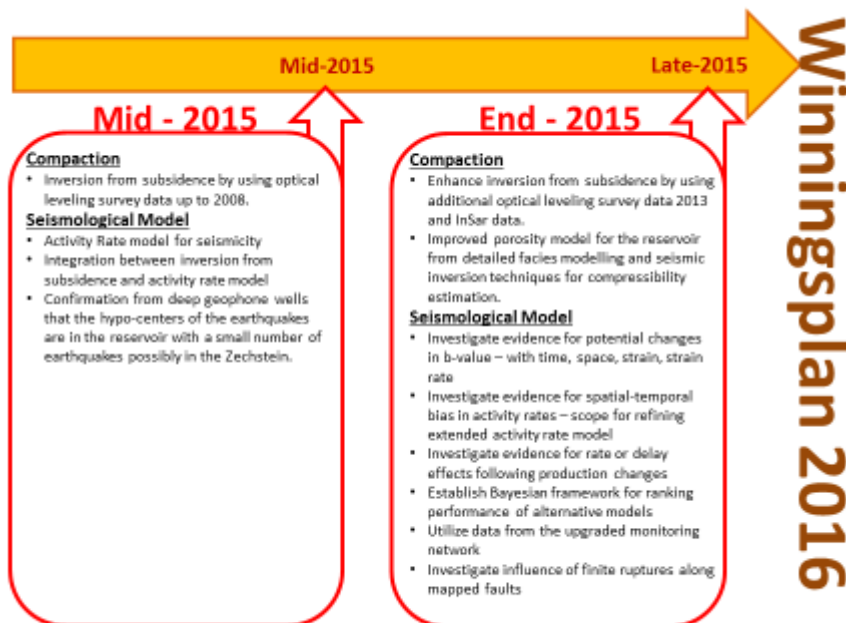 Mid-2015
Late-2015
Mid - 2015
Compaction
• Inversion from subsidence by using optical
leveling survey data up to 2008.
Seismological Model
• Activity Rate model for seismicity
• Integration between inversion from
subsidence and activity rate model
• Confirmation from deep geophone wells
that the hypo-centers of the earthquakes
are in the reservoir with a small number of
earthquakes possibly in the Zechstein.
End - 2015
Compaction
• Enhance inversion from subsidence by using
additional optical leveling survey data 2013
and InSar data.
• Improved porosity model for the reservoir
from detailed facies modelling and seismic
inversion techniques for compressibility
estimation.
Seismological Model
• Investigate evidence for potential changes
in b-value – with time, space, strain, strain
rate
• Investigate evidence for spatial-temporal
bias in activity rates – scope for refining
extended activity rate model
• Investigate evidence for rate or delay
effects following production changes
• Establish Bayesian framework for ranking
performance of alternative models
• Utilize data from the upgraded monitoring
network
• Investigate influence of finite ruptures along
mapped faults
Winningsplan 2016